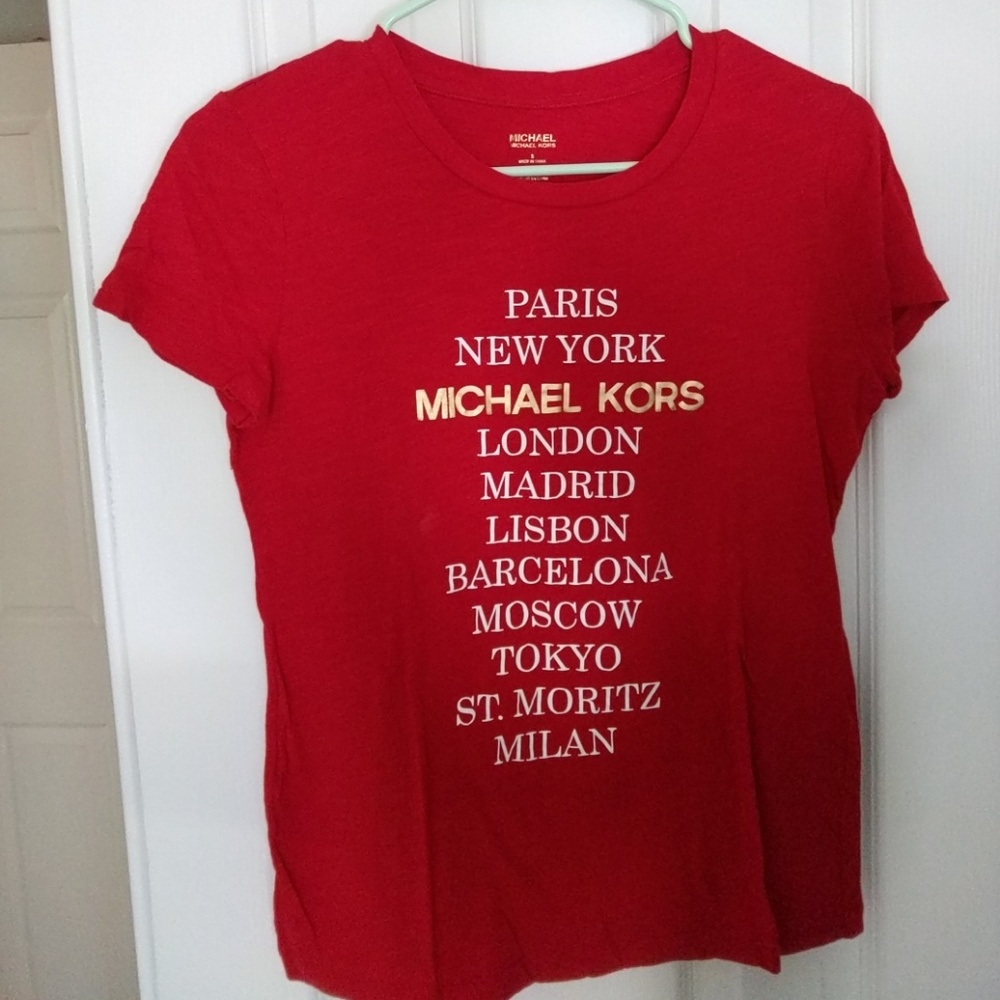 MICHAEL
MICHAEL KORS
PARIS
NEW YORK
MICHAEL KORS
LONDON
MADRID
LISBON
BARCELONA
MOSCOW
TOKYO
ST. MORITZ
MILAN